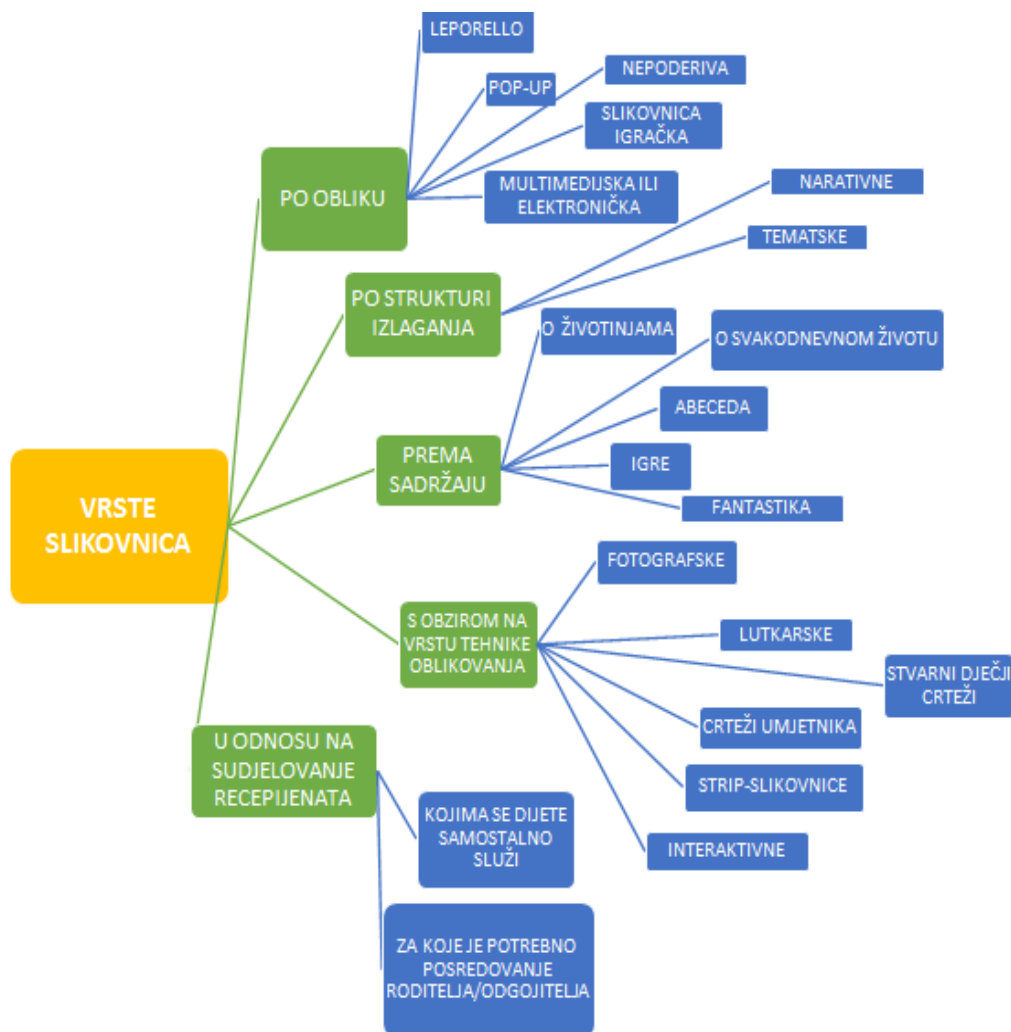 VRSTE
SLIKOVNICA
PO OBLIKU
LEPORELLO
POP-UP
NEPODERIVA
SLIKOVNICA
IGRAČKA
MULTIMEDIJSKA ILI
ELEKTRONIČKA
PO STRUKTURI
IZLAGANJA
NARATIVNE
TEMATSKE
PREMA
SADRŽAJU
O ŽIVOTINJAMA
O SVAKODNEVNOM ŽIVOTU
ABECEDA
IGRE
FANTASTIKA
S OBZIROM NA
VRSTU TEHNIKE
OBLIKOVANJA
FOTOGRAFSKE
LUTKARSKE
STVARNI DJEČJI
CRTEŽI
CRTEŽI UMJETNIKA
STRIP-SLIKOVNICE
INTERAKTIVNE
U ODNOSU NA
SUDJELOVANJE
RECEPIJENATA
KOJIMA SE DIJETE
SAMOSTALNO
SLUŽI
ZA KOJE JE POTREBNO
POSREDOVANJE
RODITELJA/ODGOJITELJA